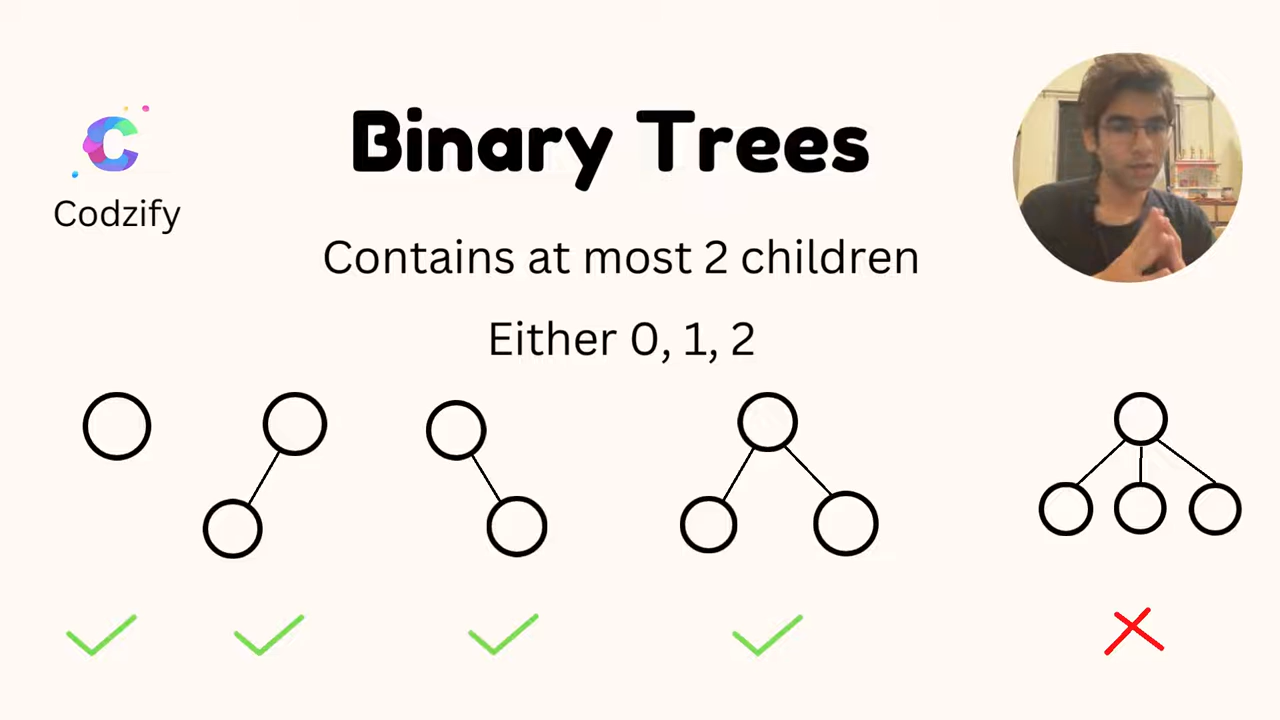 Binary Trees
Codzify
Contains at most 2 children
Either 0, 1, 2